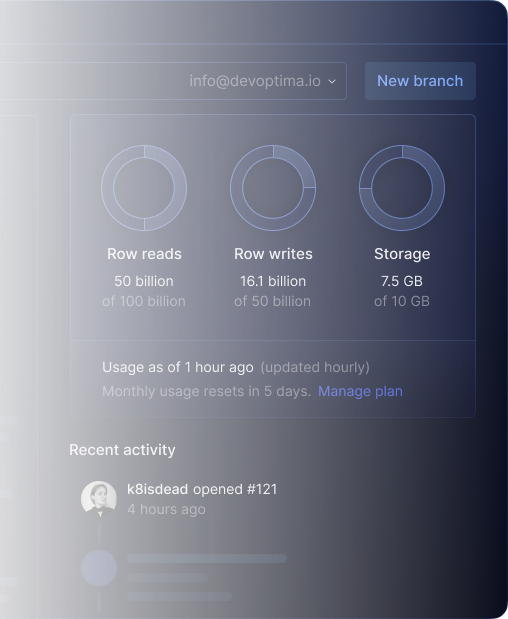 info@devoptima.io
New branch
Row reads
Row writes
Storage
50 billion
16.1 billion
7.5 GB
of 100 billion
of 50 billion
of 10 GB
Usage as of 1 hour ago (updated hourly)
Monthly usage resets in 5 days. Manage plan
Recent activity
k8isdead opened #121
4 hours ago